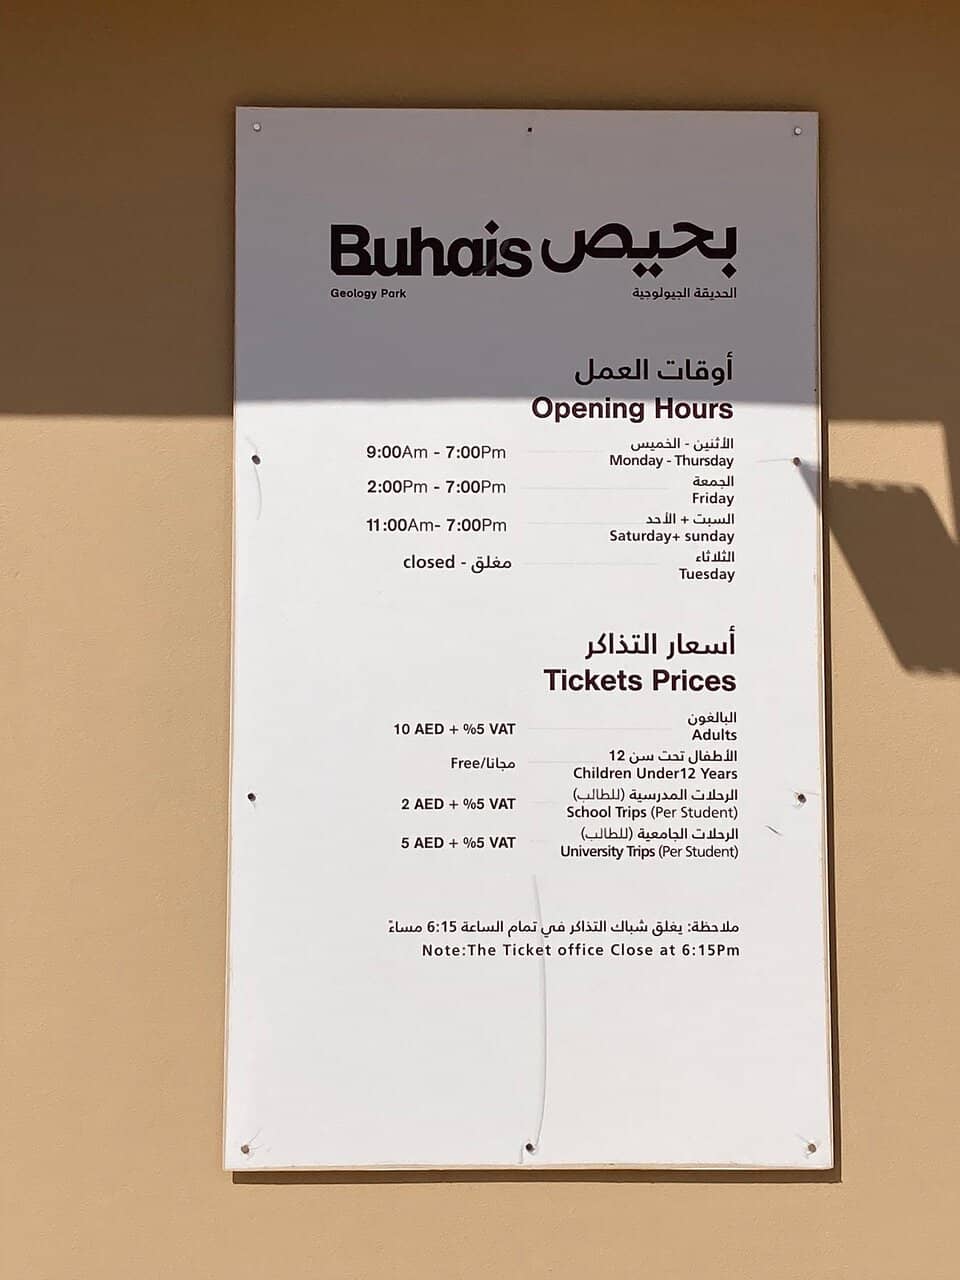 Buhais بحيص
Geology Park الحديقة الجيولوجية
أوقات العمل
Opening Hours
الأثنين - الخميس
9:00Am - 7:00Pm Monday - Thursday
الجمعة
2:00Pm - 7:00Pm Friday
السبت + الأحد
11:00Am- 7:00Pm Saturday+ sunday
الثلاثاء
closed - مغلق Tuesday
أسعار التذاكر
Tickets Prices
البالغون
10 AED + %5 VAT Adults
الأطفال تحت سن 12
Free/مجانا Children Under12 Years
الرحلات المدرسية (للطالب)
2 AED + %5 VAT School Trips (Per Student)
الرحلات الجامعية (للطالب)
5 AED + %5 VAT University Trips (Per Student)
ملاحظة: يغلق شباك التذاكر في تمام الساعة 6:15 مساءً
Note:The Ticket office Close at 6:15Pm